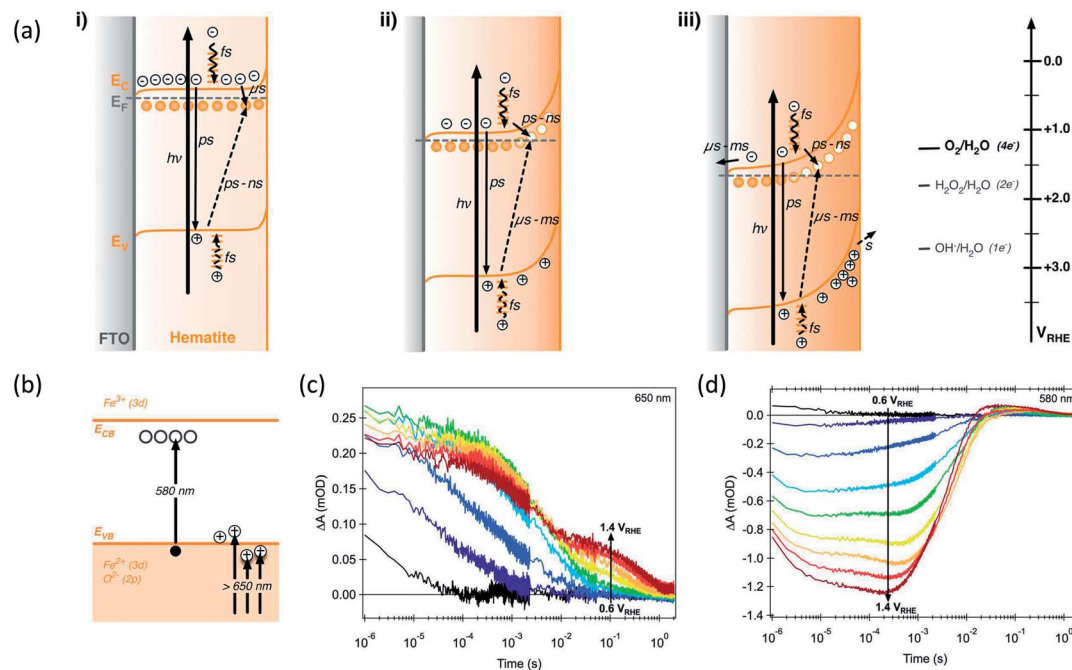 (a)
i)
ii)
iii)
fs
E_C
E_F
µs
ps
ps-ns
hν
E_V
fs
FTO
Hematite
fs
ps-ns
ps
hν
µs-ms
fs
fs
µs-ms
ps-ns
ps
hν
µs-ms
s
fs
0.0
+1.0
O₂/H₂O (4e⁻)
H₂O₂/H₂O (2e⁻)
+2.0
OH·/H₂O (1e⁻)
+3.0
V_RHE
(b)
Fe³⁺ (3d)
E_CB
580 nm
E_VB
Fe²⁺ (3d)
O²⁻ (2p)
> 650 nm
(c)
650 nm
0.25
0.20
0.15
0.10
0.05
0.00
ΔA (mOD)
1.4 V_RHE
0.6 V_RHE
10⁻⁶
10⁻⁵
10⁻⁴
10⁻³
10⁻²
10⁻¹
10⁰
Time (s)
(d)
0.6 V_RHE
580 nm
0.0
-0.2
-0.4
-0.6
-0.8
-1.0
-1.2
-1.4
ΔA (mOD)
1.4 V_RHE
10⁻⁶
10⁻⁵
10⁻⁴
10⁻³
10⁻²
10⁻¹
10⁰
Time (s)